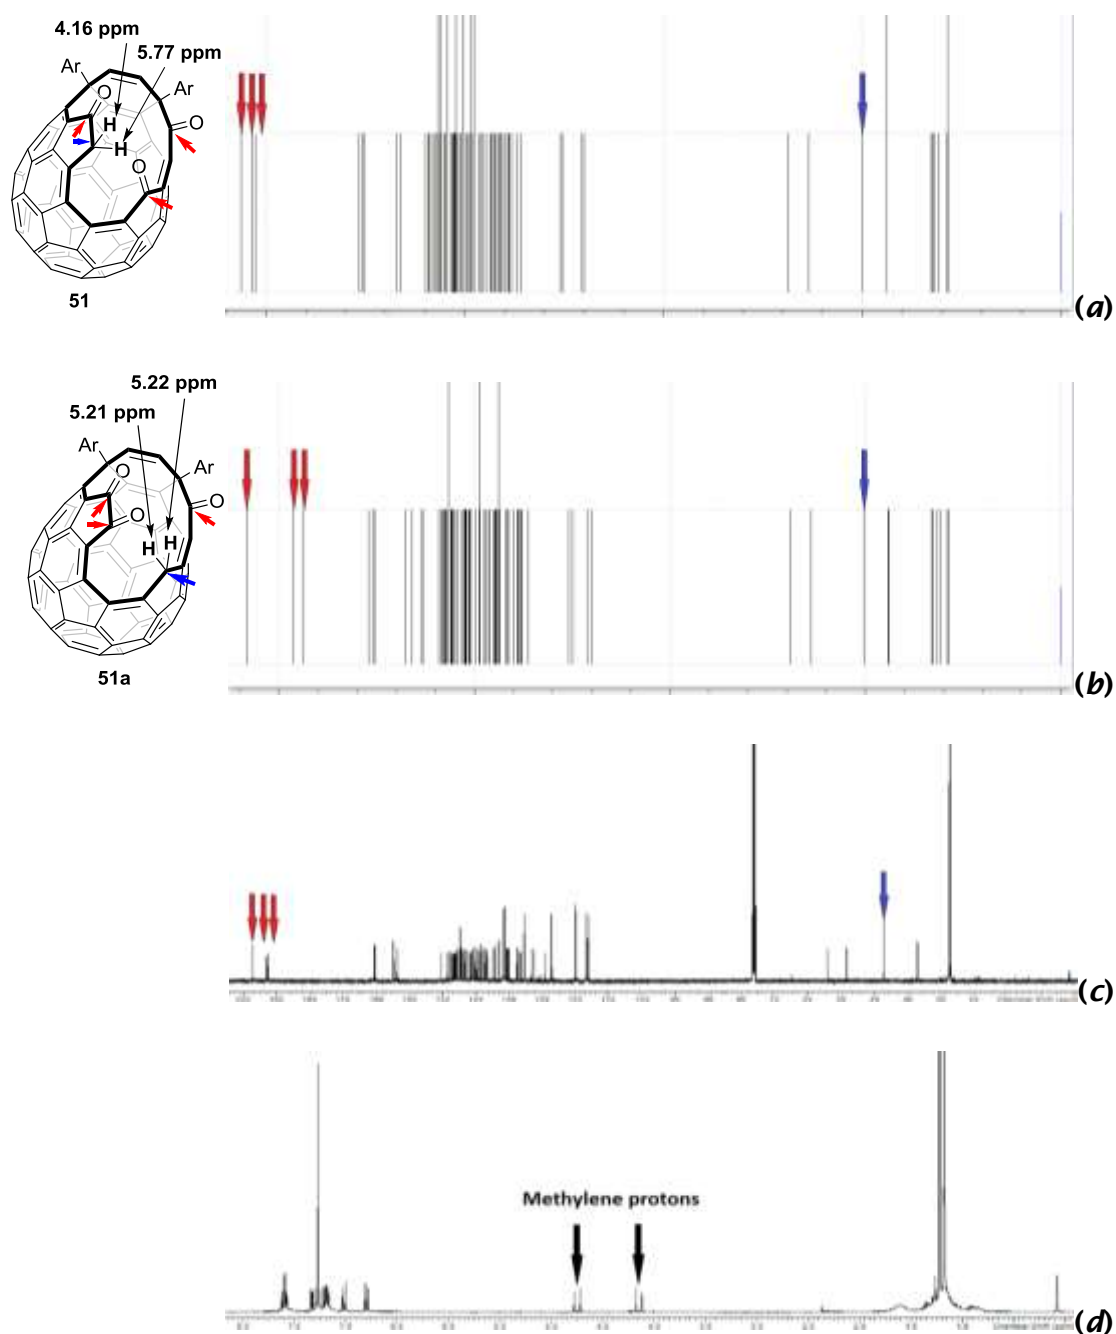 4.16 ppm
5.77 ppm
Ar
Ar
O
O
H
H
O
51
(a)
5.22 ppm
5.21 ppm
Ar
Ar
O
O
O
H
H
51a
(b)
(c)
Methylene protons
(d)